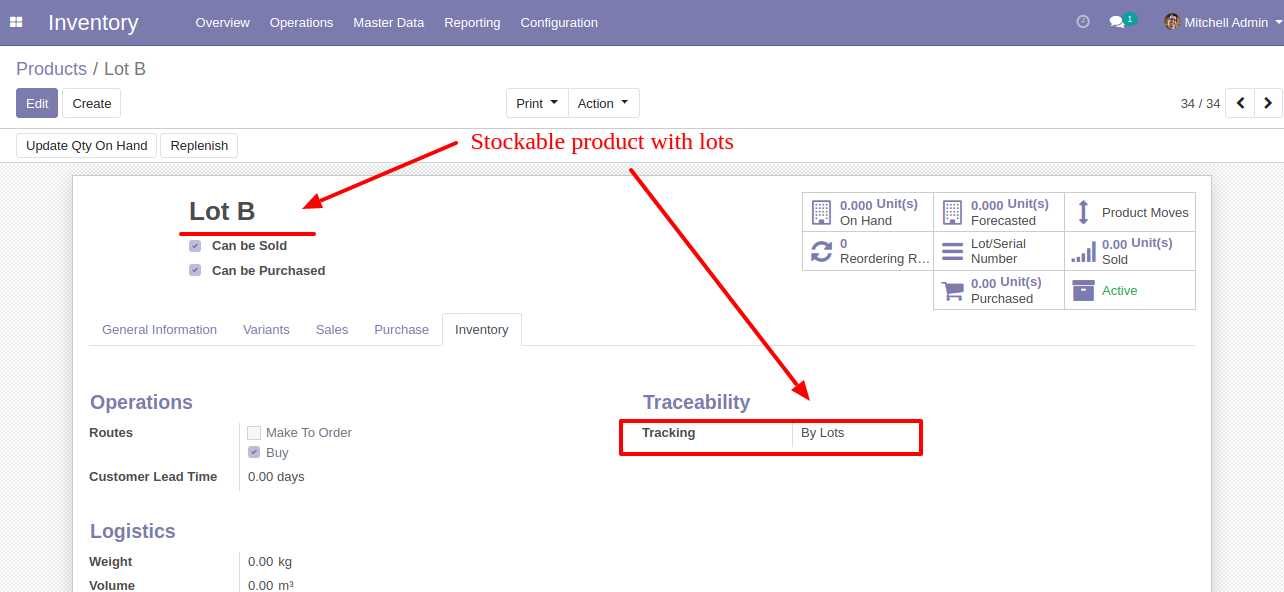 Inventory Overview Operations Master Data Reporting Configuration 1 Mitchell Admin
Products / Lot B
Edit Create Print Action 34 / 34
Update Qty On Hand Replenish
Stockable product with lots
Lot B
Can be Sold
Can be Purchased
0.000 Unit(s)
On Hand
0.000 Unit(s)
Forecasted
Product Moves
0
Reordering R...
Lot/Serial
Number
0.00 Unit(s)
Sold
0.00 Unit(s)
Purchased
Active
General Information Variants Sales Purchase Inventory
Operations
Routes Make To Order
Buy
Customer Lead Time 0.00 days
Traceability
Tracking By Lots
Logistics
Weight 0.00 kg
Volume 0.00 m³